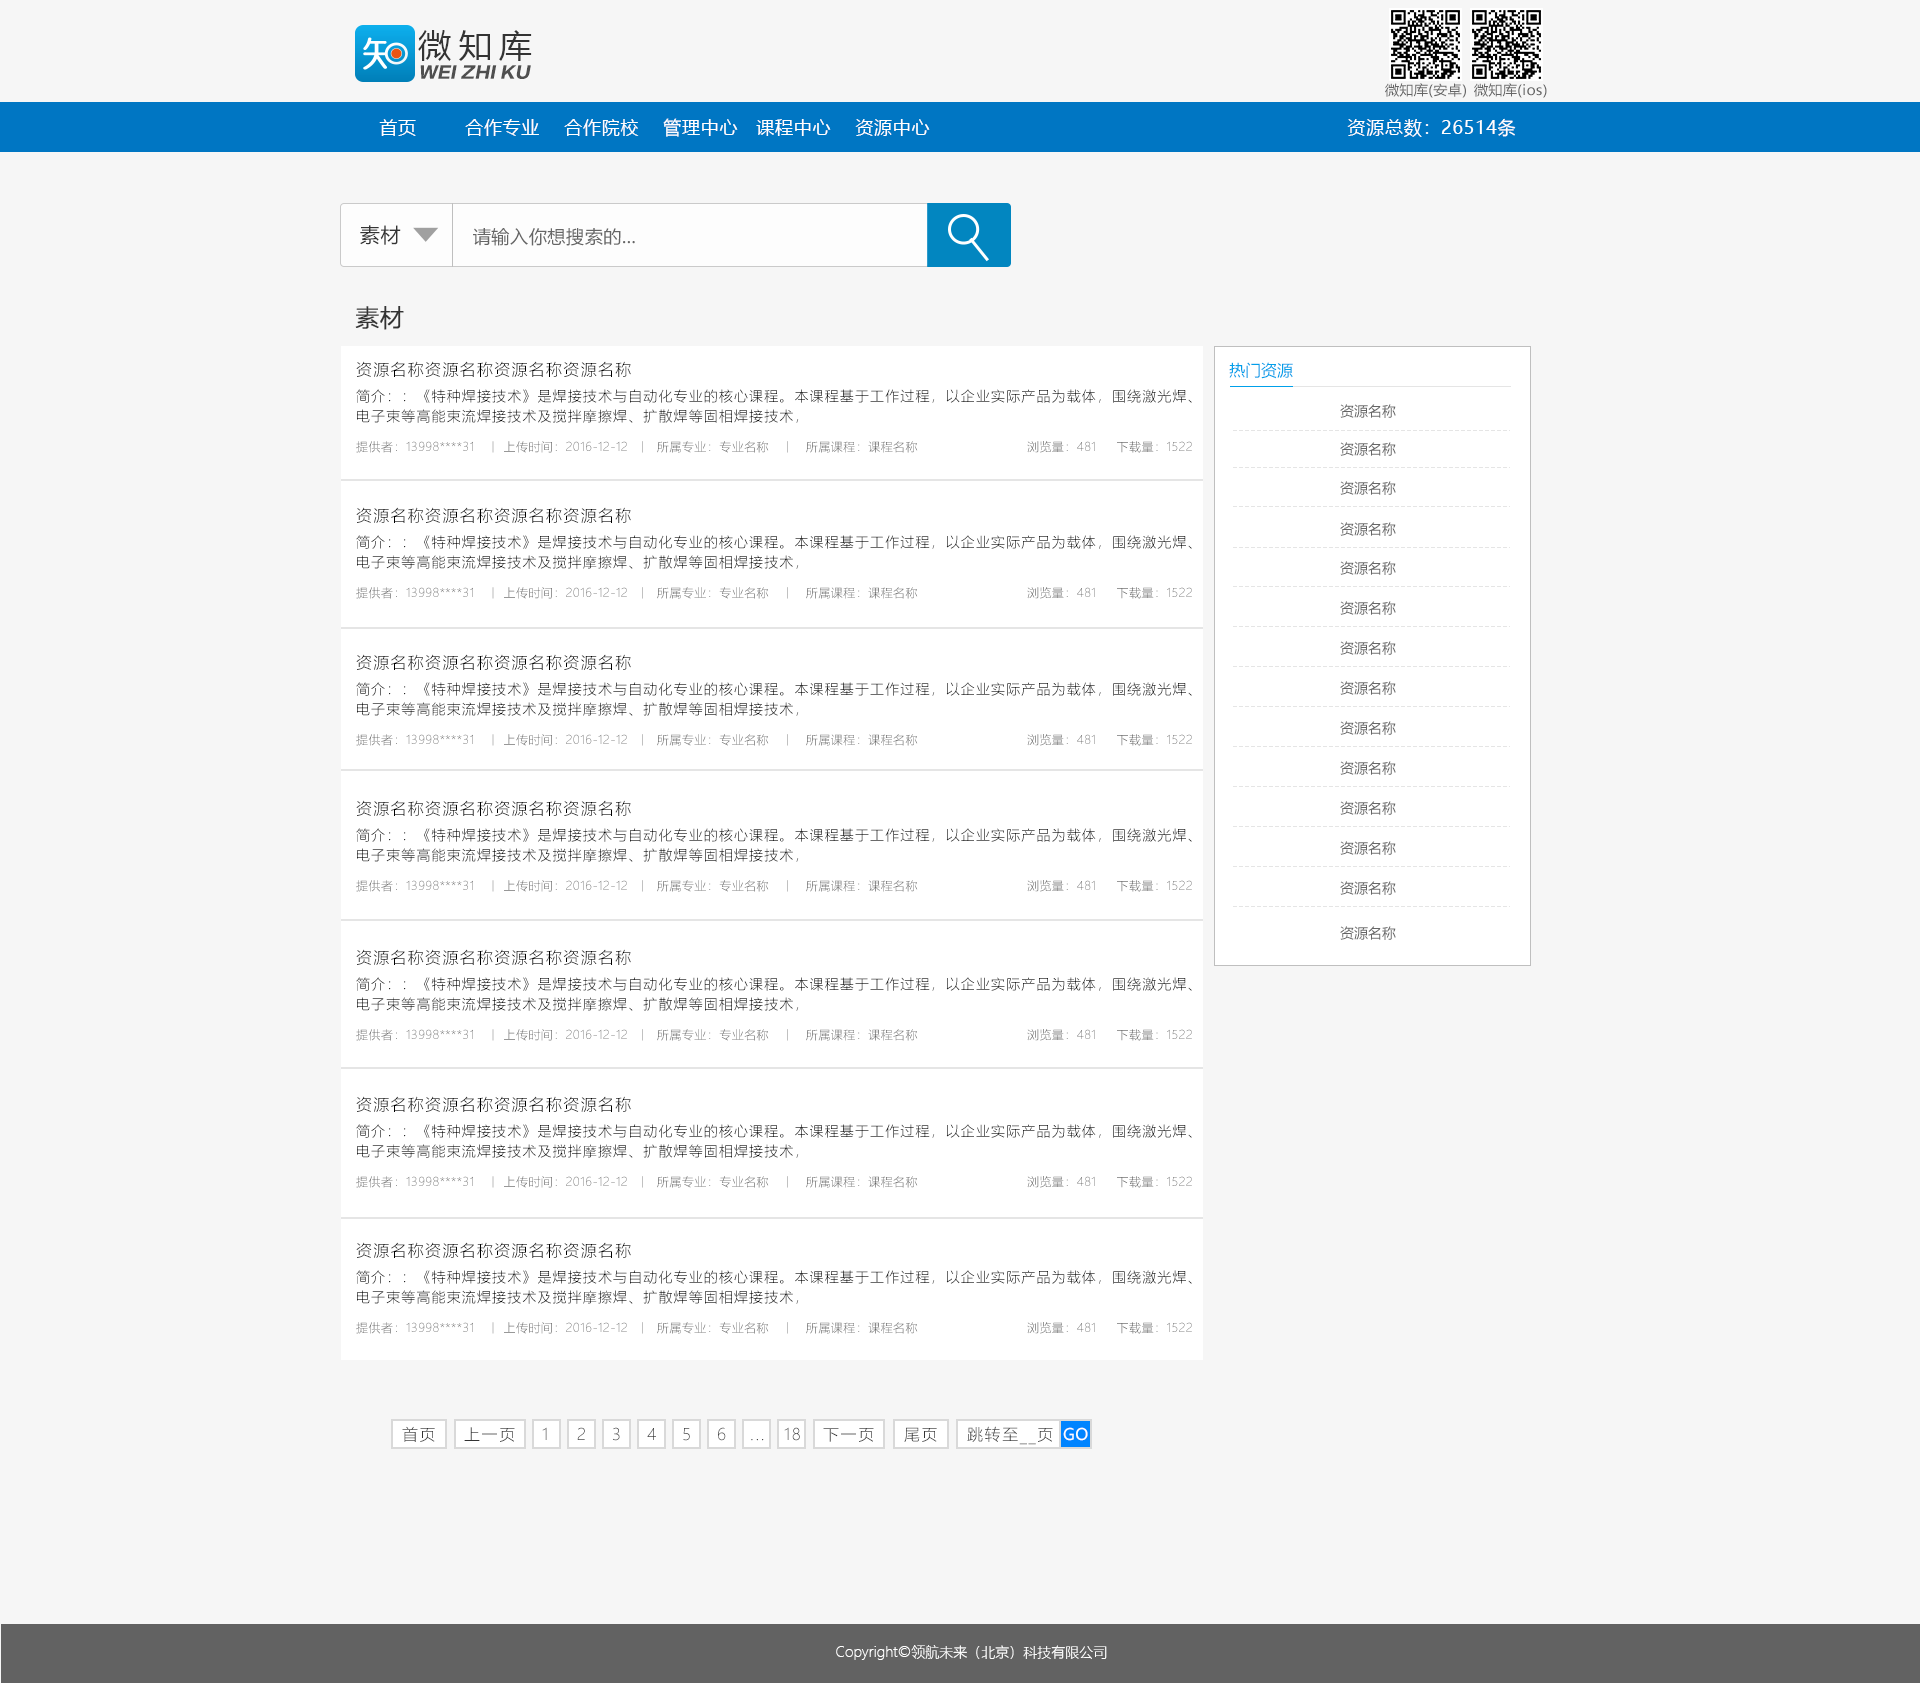 知 微知库
WEI ZHI KU
微知库(安卓) 微知库(ios)
首页 合作专业 合作院校 管理中心 课程中心 资源中心 资源总数：26514条
素材 请输入你想搜索的...
素材
资源名称资源名称资源名称资源名称
简介：：《特种焊接技术》是焊接技术与自动化专业的核心课程。本课程基于工作过程，以企业实际产品为载体，围绕激光焊、
电子束等高能束流焊接技术及搅拌摩擦焊、扩散焊等固相焊接技术，
提供者：13998****31 | 上传时间：2016-12-12 | 所属专业：专业名称 | 所属课程：课程名称 浏览量：481 下载量：1522
资源名称资源名称资源名称资源名称
简介：：《特种焊接技术》是焊接技术与自动化专业的核心课程。本课程基于工作过程，以企业实际产品为载体，围绕激光焊、
电子束等高能束流焊接技术及搅拌摩擦焊、扩散焊等固相焊接技术，
提供者：13998****31 | 上传时间：2016-12-12 | 所属专业：专业名称 | 所属课程：课程名称 浏览量：481 下载量：1522
资源名称资源名称资源名称资源名称
简介：：《特种焊接技术》是焊接技术与自动化专业的核心课程。本课程基于工作过程，以企业实际产品为载体，围绕激光焊、
电子束等高能束流焊接技术及搅拌摩擦焊、扩散焊等固相焊接技术，
提供者：13998****31 | 上传时间：2016-12-12 | 所属专业：专业名称 | 所属课程：课程名称 浏览量：481 下载量：1522
资源名称资源名称资源名称资源名称
简介：：《特种焊接技术》是焊接技术与自动化专业的核心课程。本课程基于工作过程，以企业实际产品为载体，围绕激光焊、
电子束等高能束流焊接技术及搅拌摩擦焊、扩散焊等固相焊接技术，
提供者：13998****31 | 上传时间：2016-12-12 | 所属专业：专业名称 | 所属课程：课程名称 浏览量：481 下载量：1522
资源名称资源名称资源名称资源名称
简介：：《特种焊接技术》是焊接技术与自动化专业的核心课程。本课程基于工作过程，以企业实际产品为载体，围绕激光焊、
电子束等高能束流焊接技术及搅拌摩擦焊、扩散焊等固相焊接技术，
提供者：13998****31 | 上传时间：2016-12-12 | 所属专业：专业名称 | 所属课程：课程名称 浏览量：481 下载量：1522
资源名称资源名称资源名称资源名称
简介：：《特种焊接技术》是焊接技术与自动化专业的核心课程。本课程基于工作过程，以企业实际产品为载体，围绕激光焊、
电子束等高能束流焊接技术及搅拌摩擦焊、扩散焊等固相焊接技术，
提供者：13998****31 | 上传时间：2016-12-12 | 所属专业：专业名称 | 所属课程：课程名称 浏览量：481 下载量：1522
资源名称资源名称资源名称资源名称
简介：：《特种焊接技术》是焊接技术与自动化专业的核心课程。本课程基于工作过程，以企业实际产品为载体，围绕激光焊、
电子束等高能束流焊接技术及搅拌摩擦焊、扩散焊等固相焊接技术，
提供者：13998****31 | 上传时间：2016-12-12 | 所属专业：专业名称 | 所属课程：课程名称 浏览量：481 下载量：1522
热门资源
资源名称
资源名称
资源名称
资源名称
资源名称
资源名称
资源名称
资源名称
资源名称
资源名称
资源名称
资源名称
资源名称
资源名称
首页 上一页 1 2 3 4 5 6 ... 18 下一页 尾页 跳转至__页 GO
Copyright©领航未来（北京）科技有限公司